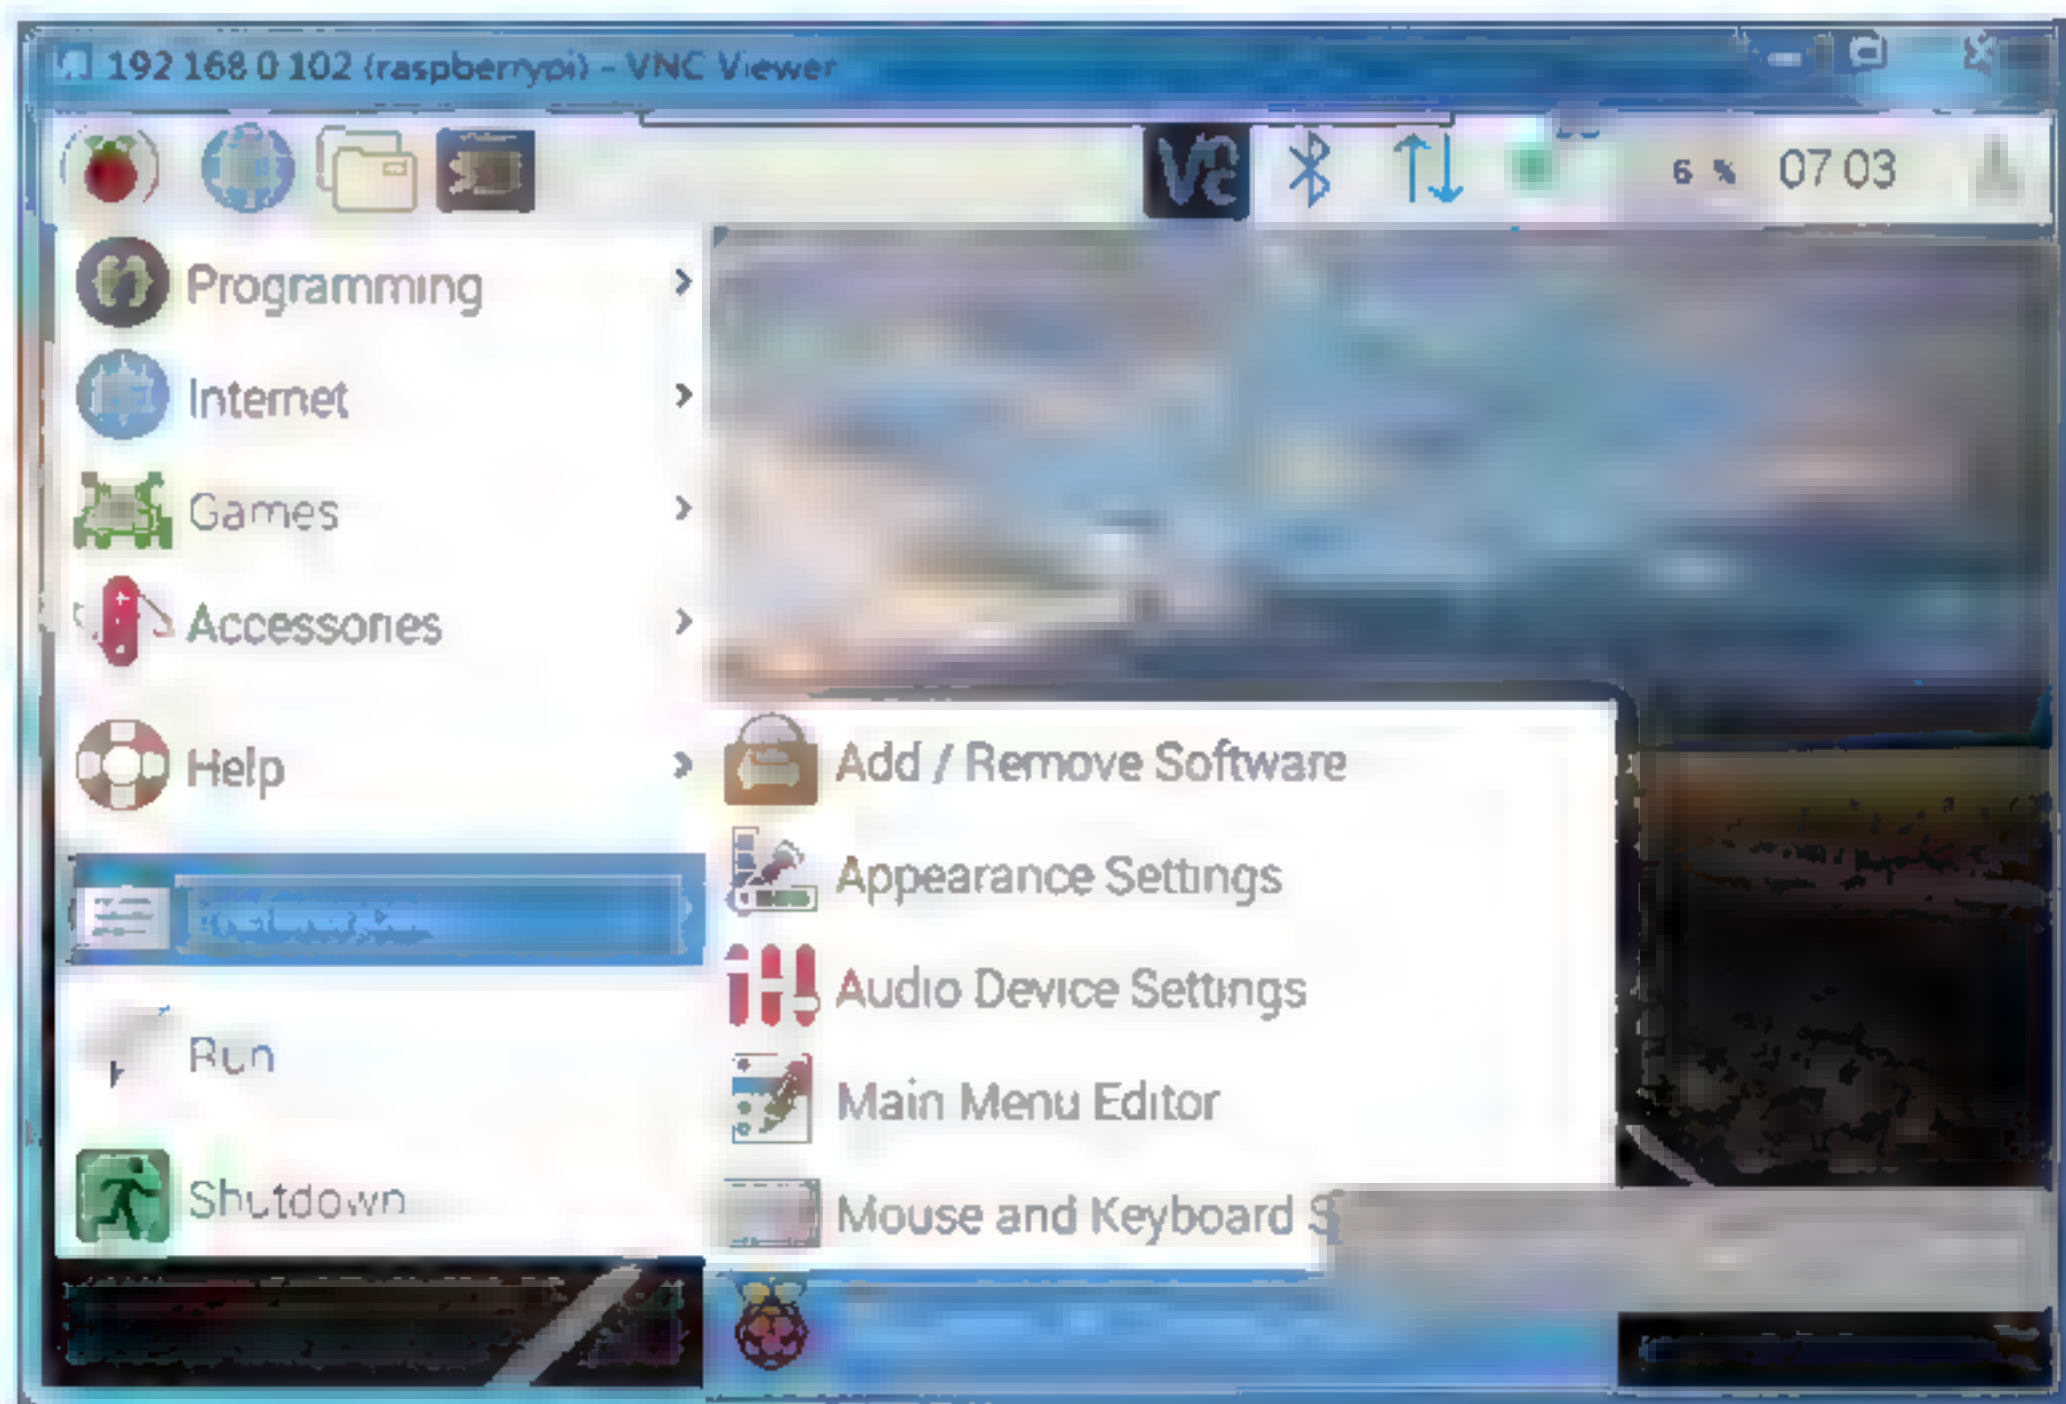 192 168 0 102 (raspberrypi) - VNC Viewer
6 % 07 03
Programming
Internet
Games
Accessories
Help
Add / Remove Software
Appearance Settings
Audio Device Settings
Run
Main Menu Editor
Shutdown
Mouse and Keyboard